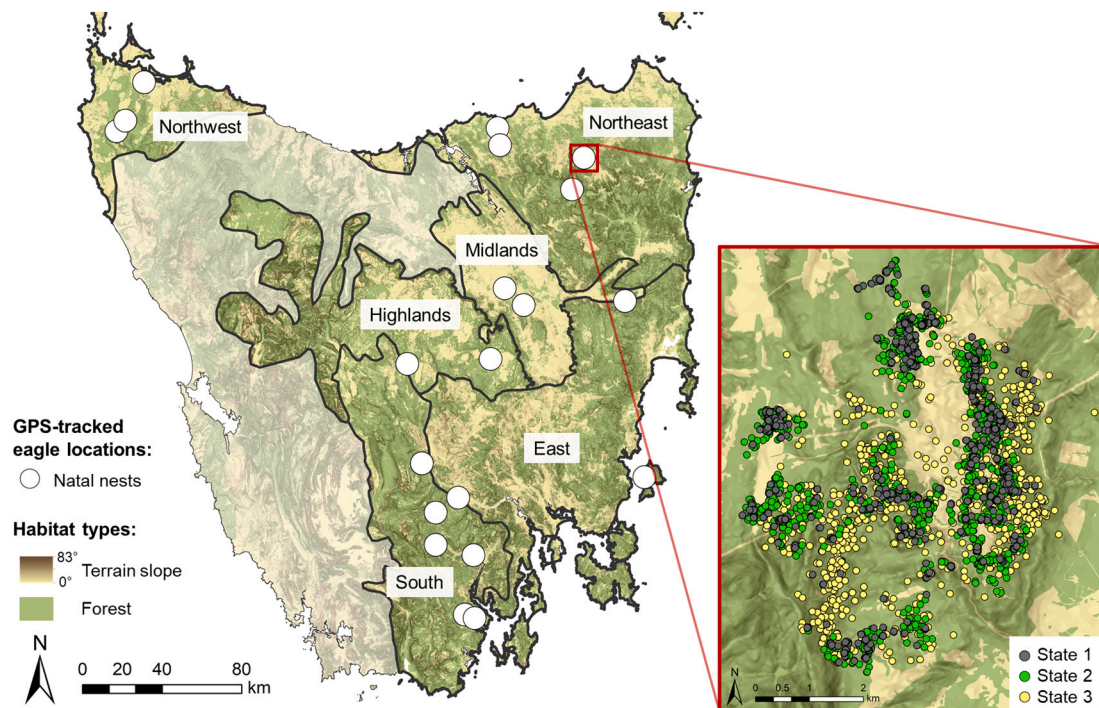 Northwest
Northeast
Midlands
Highlands
East
South
GPS-tracked
eagle locations:
Natal nests
Habitat types:
83°
0°
Terrain slope
Forest
N
0 20 40 80
km
State 1
State 2
State 3
N
0 0.5 1 2
km